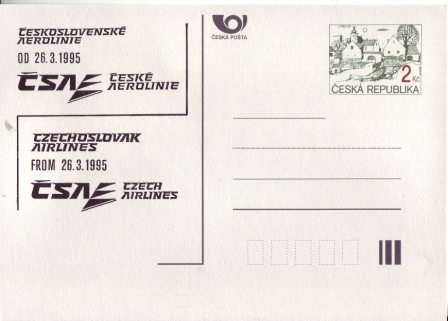 ČESKOSLOVENSKÉ
AEROLINIE
OD 26.3.1995
ČSA ČESKÉ
AEROLINIE
CZECHOSLOVAK
AIRLINES
FROM 26.3.1995
ČSA CZECH
AIRLINES
ČESKÁ POŠTA
2 Kč
ČESKÁ REPUBLIKA